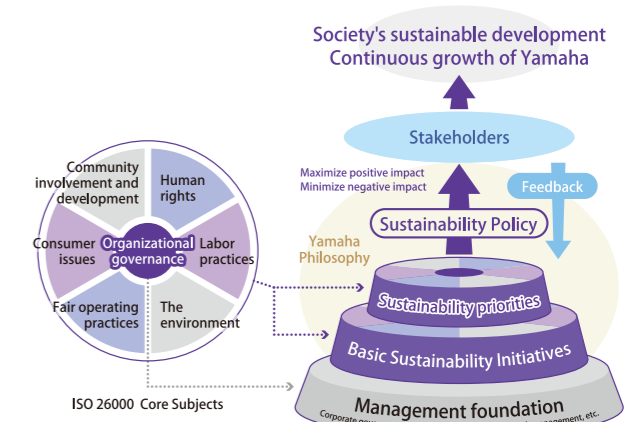 Society's sustainable development
Continuous growth of Yamaha
Stakeholders
Maximize positive impact
Minimize negative impact
Feedback
Sustainability Policy
Yamaha
Philosophy
Sustainability priorities
Basic Sustainability Initiatives
Management foundation
Corporate
etc.
Community
involvement and
development
Human
rights
Consumer
issues
Organizational
governance
Labor
practices
Fair operating
practices
The
environment
ISO 26000 Core Subjects